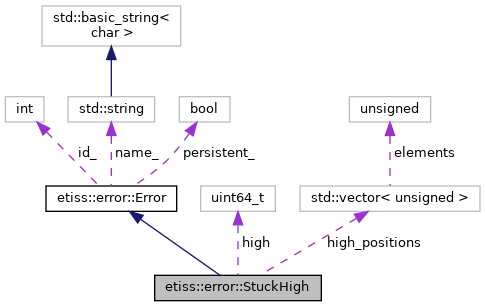 std::basic_string<
char >
int
std::string
bool
unsigned
id_
name_
persistent_
elements
etiss::error::Error
uint64_t
std::vector< unsigned >
high
high_positions
etiss::error::StuckHigh